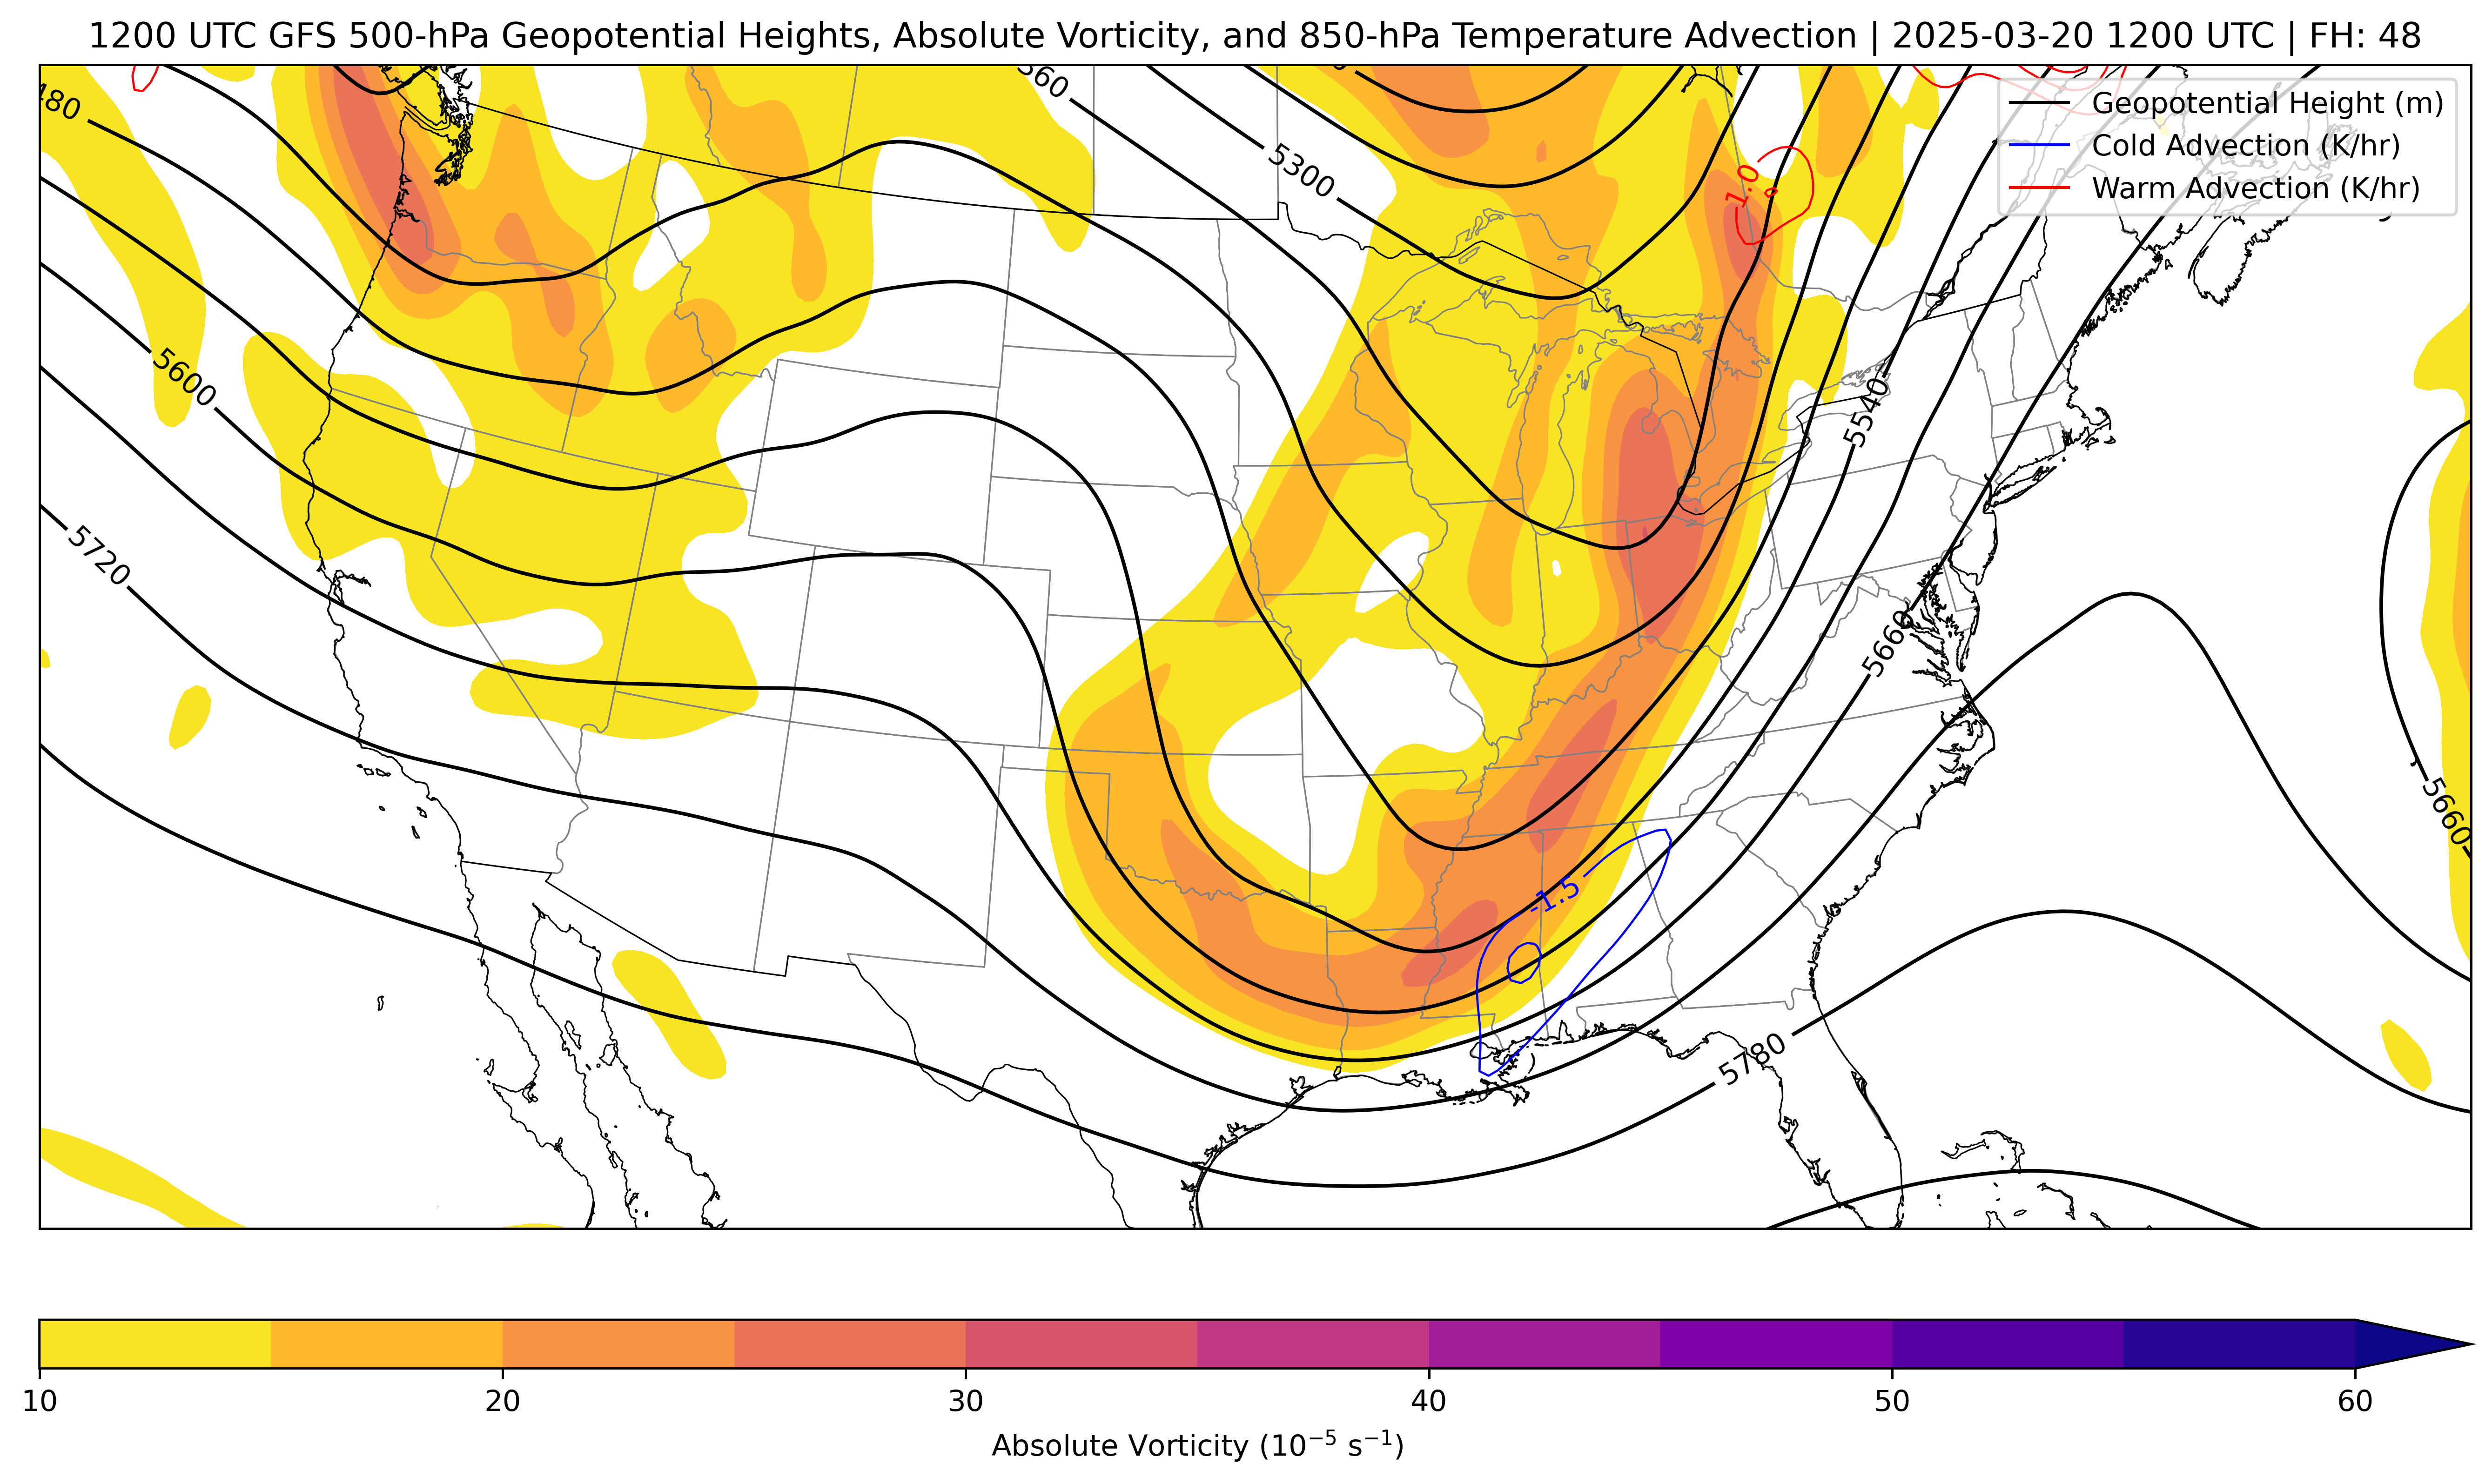 1200 UTC GFS 500-hPa Geopotential Heights, Absolute Vorticity, and 850-hPa Temperature Advection | 2025-03-20 1200 UTC | FH: 48
Geopotential Height (m)
Cold Advection (K/hr)
Warm Advection (K/hr)
480
560
5300
1.0
5600
5540
5720
5660
5660
-1.5
5780
10 20 30 40 50 60
Absolute Vorticity (10⁻⁵ s⁻¹)